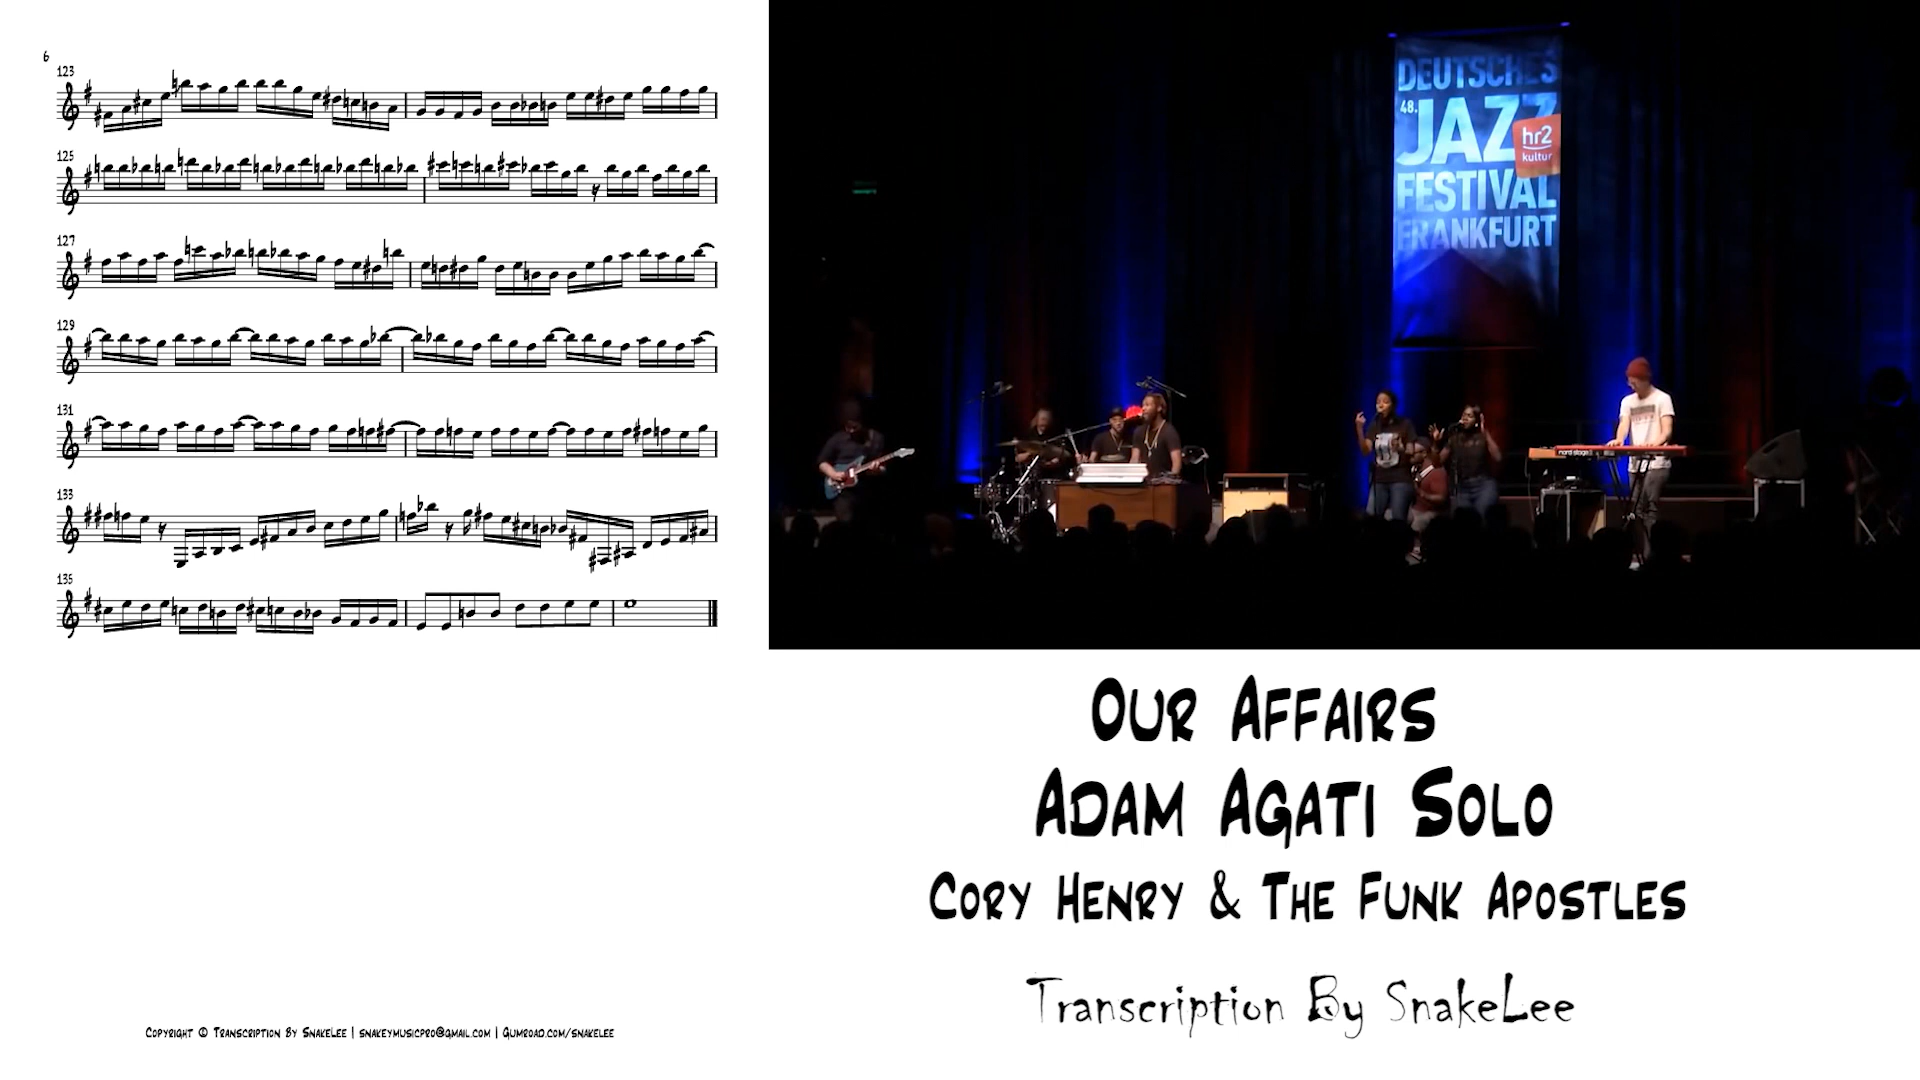 6
123
125
127
129
131
133
135
Copyright © Transcription By SnakeLee | snakeymusicpro@gmail.com | Gumroad.com/snakelee
DEUTSCHES
48.
JAZZ
hr2
kultur
FESTIVAL
FRANKFURT
nord stage
Our Affairs
Adam Agati Solo
Cory Henry & The Funk Apostles
Transcription By SnakeLee